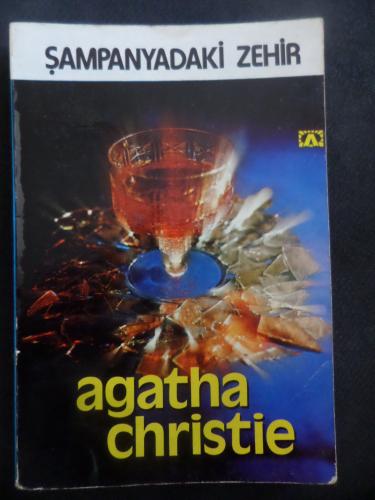 ŞAMPANYADAKİ ZEHİR
A
agatha
christie